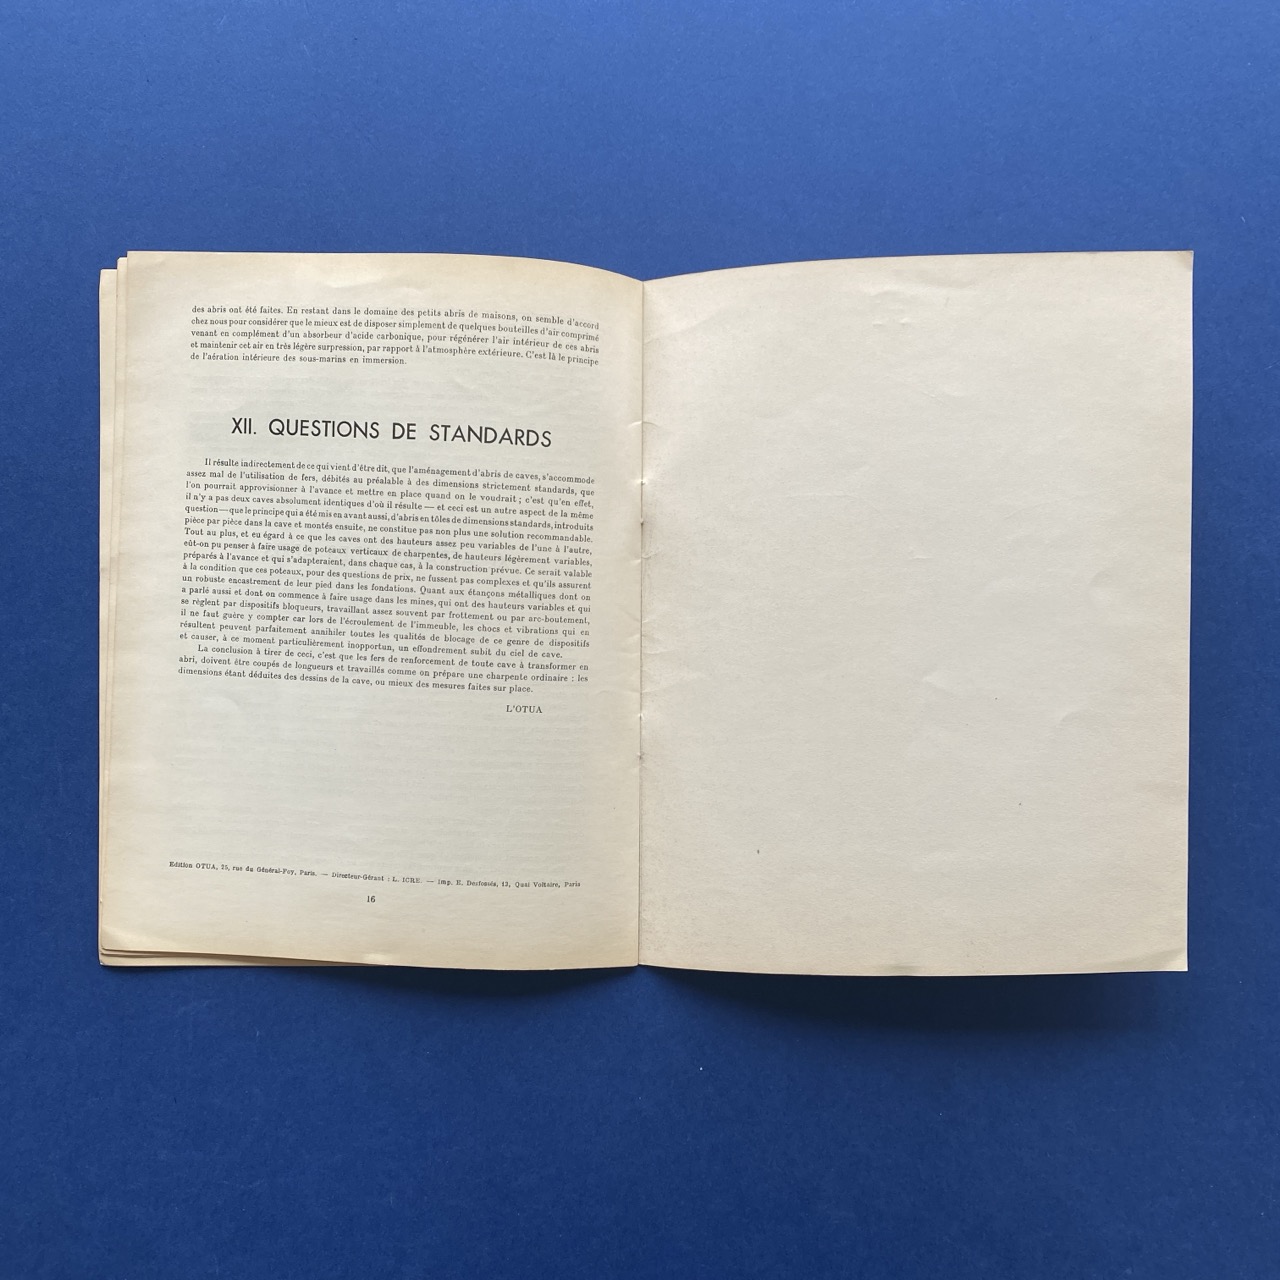 des abris ont été faites. En restant dans le domaine des petits abris de maisons, on semble d'accord
chez nous pour considérer que le mieux est de disposer simplement de quelques bouteilles d'air comprimé
venant en complément d'un absorbeur d'acide carbonique, pour régénérer l'air intérieur de ces abris
et maintenir cet air en très légère surpression, par rapport à l'atmosphère extérieure. C'est là le principe
de l'aération intérieure des sous-marins en immersion.
XII. QUESTIONS DE STANDARDS
Il résulte indirectement de ce qui vient d'être dit, que l'aménagement d'abris de caves, s'accommode
assez mal de l'utilisation de fers, débités au préalable à des dimensions strictement standards, que
l'on pourrait approvisionner à l'avance et mettre en place quand on le voudrait ; c'est qu'en effet,
il n'y a pas deux caves absolument identiques d'où il résulte — et ceci est un autre aspect de la même
question — que le principe qui a été mis en avant aussi, d'abris en tôles de dimensions standards, introduits
pièce par pièce dans la cave et montés ensuite, ne constitue pas non plus une solution recommandable.
Tout au plus, et eu égard à ce que les caves ont des hauteurs assez peu variables de l'une à l'autre,
eût-on pu penser à faire usage de poteaux verticaux de charpentes, de hauteurs légèrement variables,
préparés à l'avance et qui s'adapteraient, dans chaque cas, à la construction prévue. Ce serait valable
à la condition que ces poteaux, pour des questions de prix, ne fussent pas complexes et qu'ils assurent
un robuste encastrement de leur pied dans les fondations. Quant aux étançons métalliques dont on
a parlé aussi et dont on commence à faire usage dans les mines, qui ont des hauteurs variables et qui
se règlent par dispositifs bloqueurs, travaillant assez souvent par frottement ou par arc-boutement,
il ne faut guère y compter car lors de l'écroulement de l'immeuble, les chocs et vibrations qui en
résultent peuvent parfaitement annihiler toutes les qualités de blocage de ce genre de dispositifs
et causer, à ce moment particulièrement inopportun, un effondrement subit du ciel de cave.
La conclusion à tirer de ceci, c'est que les fers de renforcement de toute cave à transformer en
abri, doivent être coupés de longueurs et travaillés comme on prépare une charpente ordinaire : les
dimensions étant déduites des dessins de la cave, ou mieux des mesures faites sur place.
L'OTUA
Edition OTUA, 25, rue du Général-Foy, Paris. — Directeur-Gérant : L. ICRE. — Imp. E. Desfossés, 13, Quai Voltaire, Paris
16